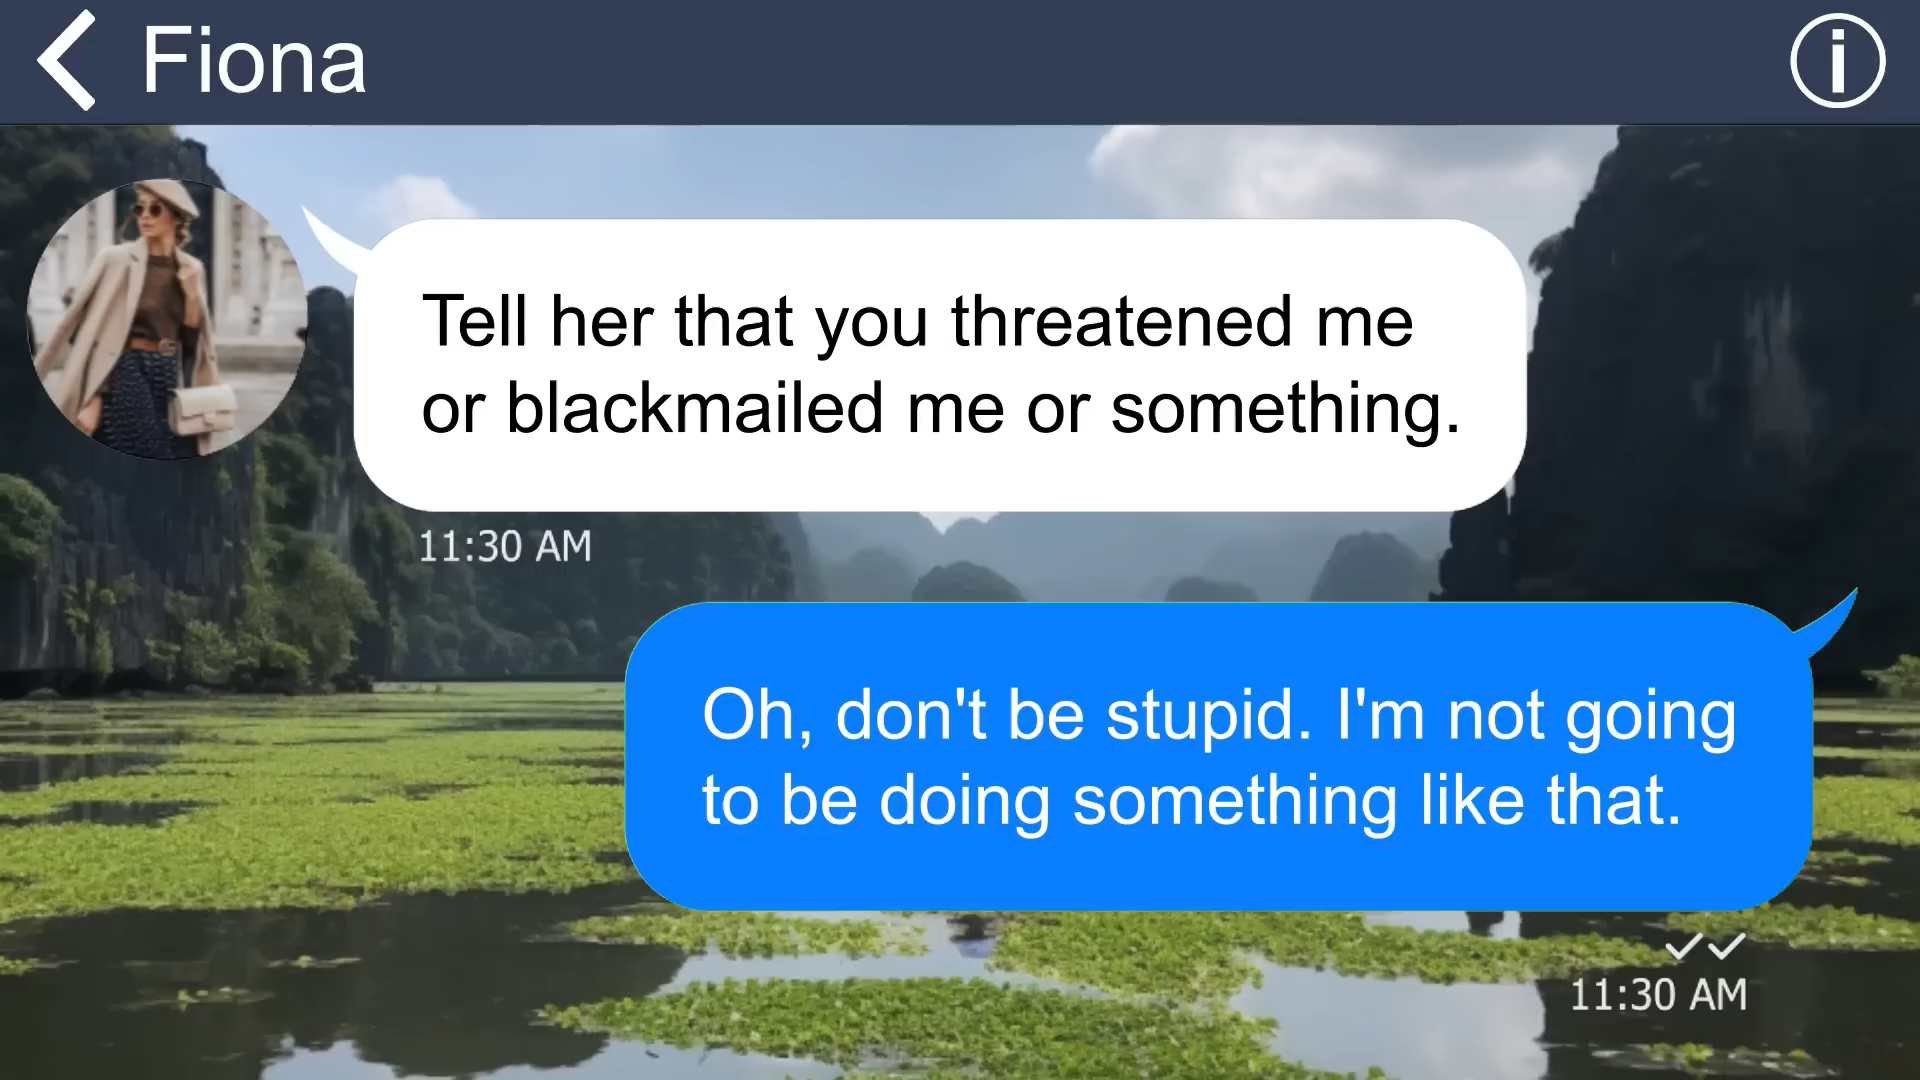 Fiona
Tell her that you threatened me
or blackmailed me or something.
11:30 AM
Oh, don't be stupid. I'm not going
to be doing something like that.
11:30 AM